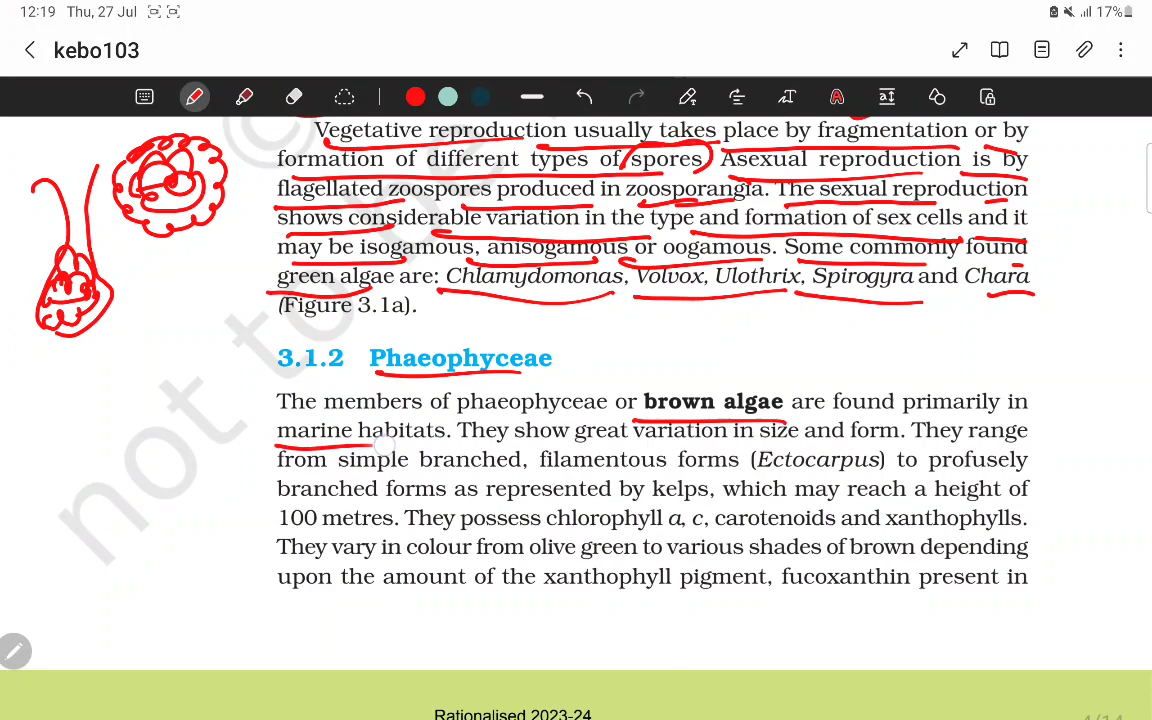 12:19 Thu, 27 Jul 17%
kebo103
Vegetative reproduction usually takes place by fragmentation or by
formation of different types of spores. Asexual reproduction is by
flagellated zoospores produced in zoosporangia. The sexual reproduction
shows considerable variation in the type and formation of sex cells and it
may be isogamous, anisogamous or oogamous. Some commonly found
green algae are: Chlamydomonas, Volvox, Ulothrix, Spirogyra and Chara
(Figure 3.1a).
3.1.2 Phaeophyceae
The members of phaeophyceae or brown algae are found primarily in
marine habitats. They show great variation in size and form. They range
from simple branched, filamentous forms (Ectocarpus) to profusely
branched forms as represented by kelps, which may reach a height of
100 metres. They possess chlorophyll a, c, carotenoids and xanthophylls.
They vary in colour from olive green to various shades of brown depending
upon the amount of the xanthophyll pigment, fucoxanthin present in
not to
Rationalised 2023-24